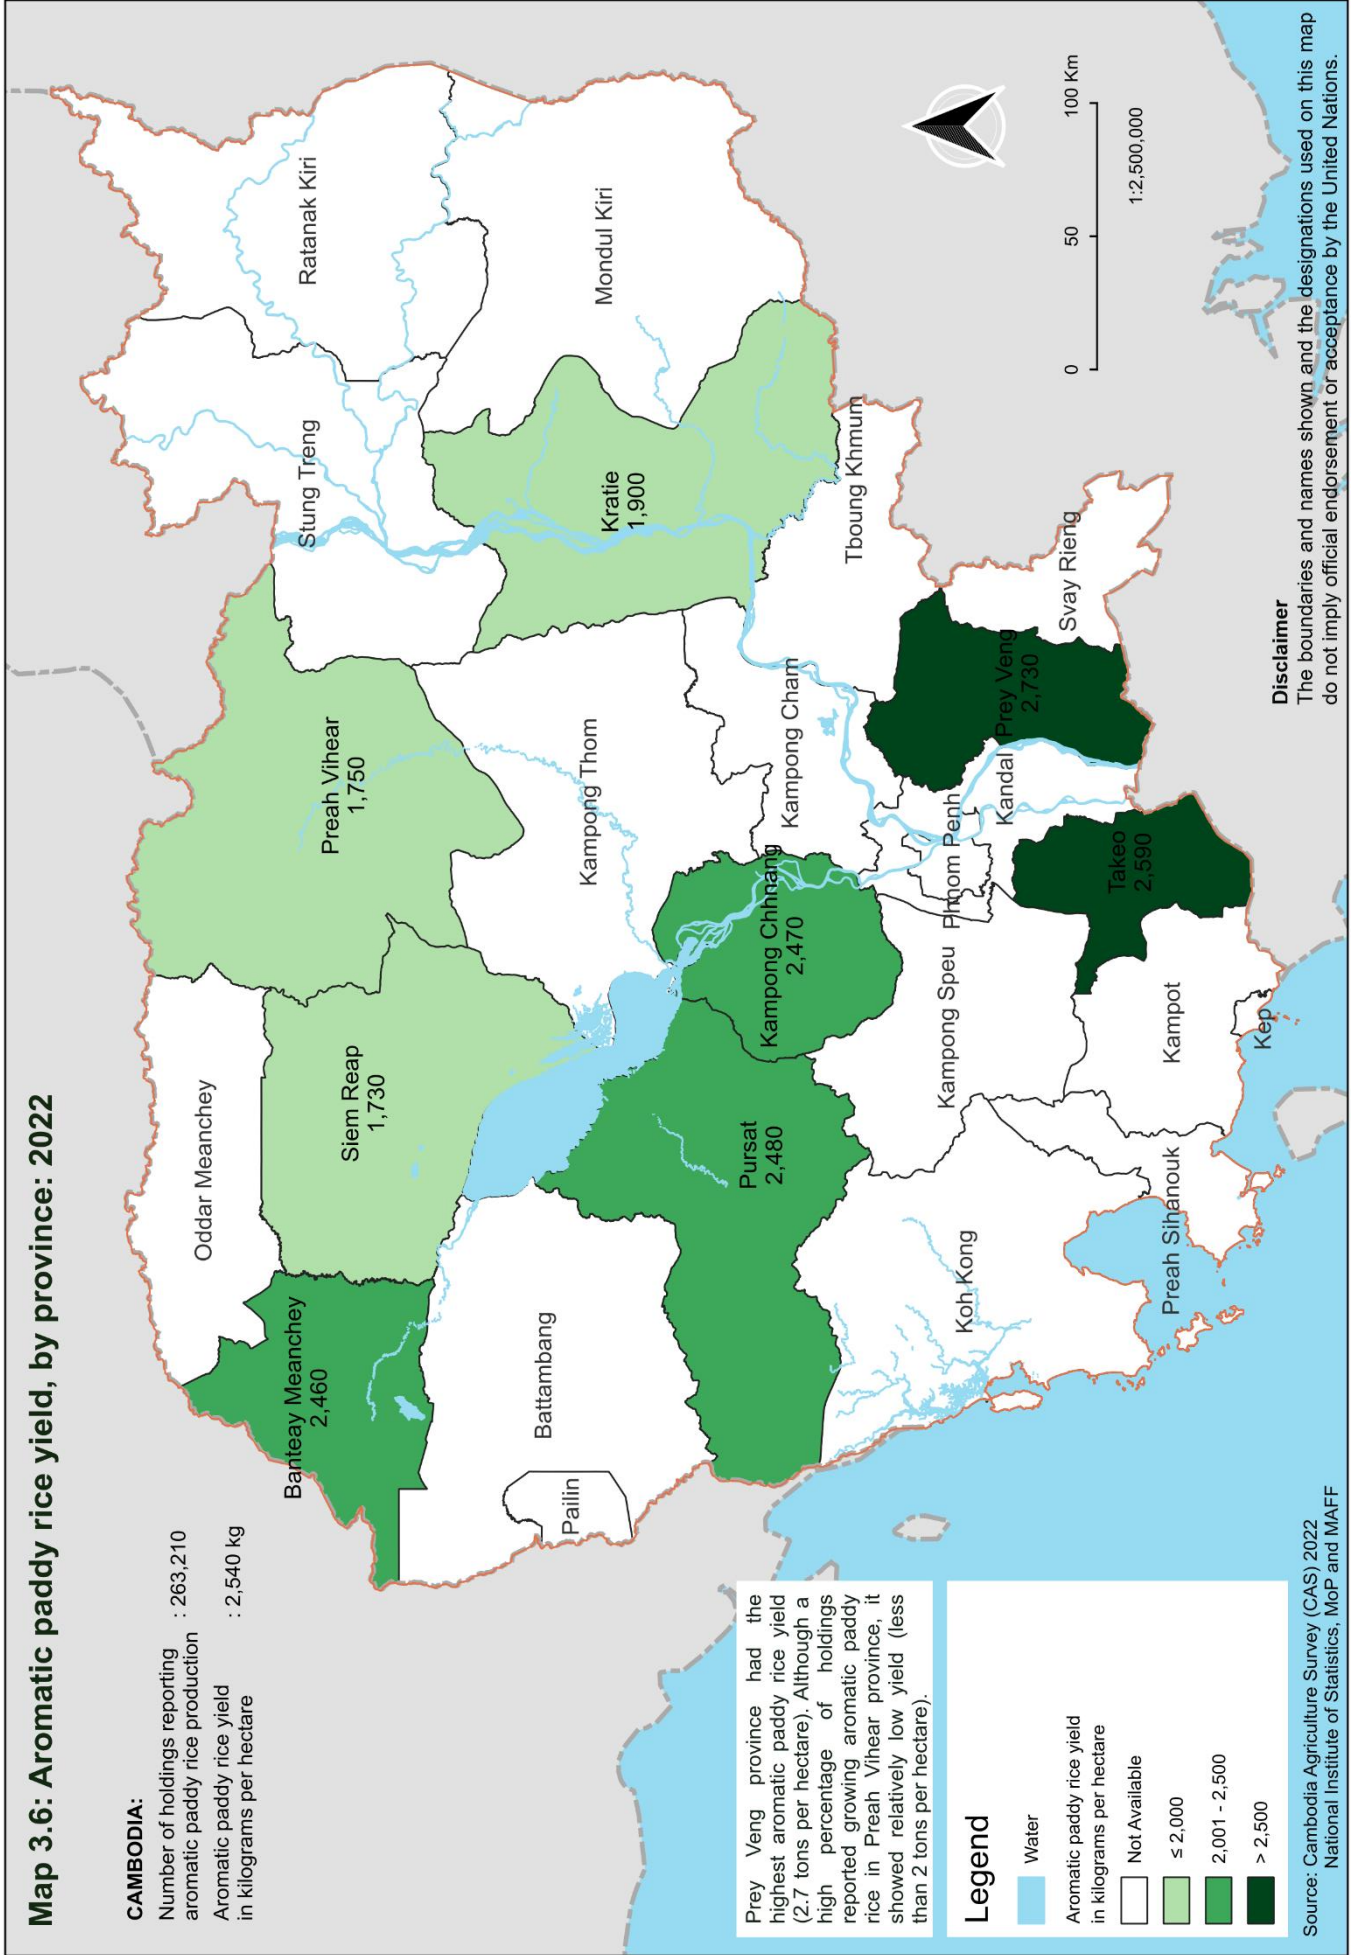 Map 3.6: Aromatic paddy rice yield, by province: 2022
CAMBODIA:
Number of holdings reporting
aromatic paddy rice production : 263,210
Aromatic paddy rice yield
in kilograms per hectare : 2,540 kg
Oddar Meanchey
Banteay Meanchey
2,460
Siem Reap
1,730
Preah Vihear
1,750
Stung Treng
Ratanak Kiri
Battambang
Pailin
Kampong Thom
Kratie
1,900
Mondul Kiri
Pursat
2,480
Kampong Chhnang
2,470
Kampong Cham
Tboung Khmum
Koh Kong
Kampong Speu
Phnom Penh
Kandal
Prey Veng
2,730
Svay Rieng
Takeo
2,590
Preah Sihanouk
Kampot
Kep
0
50
100 Km
1:2,500,000
Prey Veng province had the
highest aromatic paddy rice yield
(2.7 tons per hectare). Although a
high percentage of holdings
reported growing aromatic paddy
rice in Preah Vihear province, it
showed relatively low yield (less
than 2 tons per hectare).
Legend
Water
Aromatic paddy rice yield
in kilograms per hectare
Not Available
≤ 2,000
2,001 - 2,500
> 2,500
Source: Cambodia Agriculture Survey (CAS) 2022
National Institute of Statistics, MoP and MAFF
Disclaimer
The boundaries and names shown and the designations used on this map
do not imply official endorsement or acceptance by the United Nations.